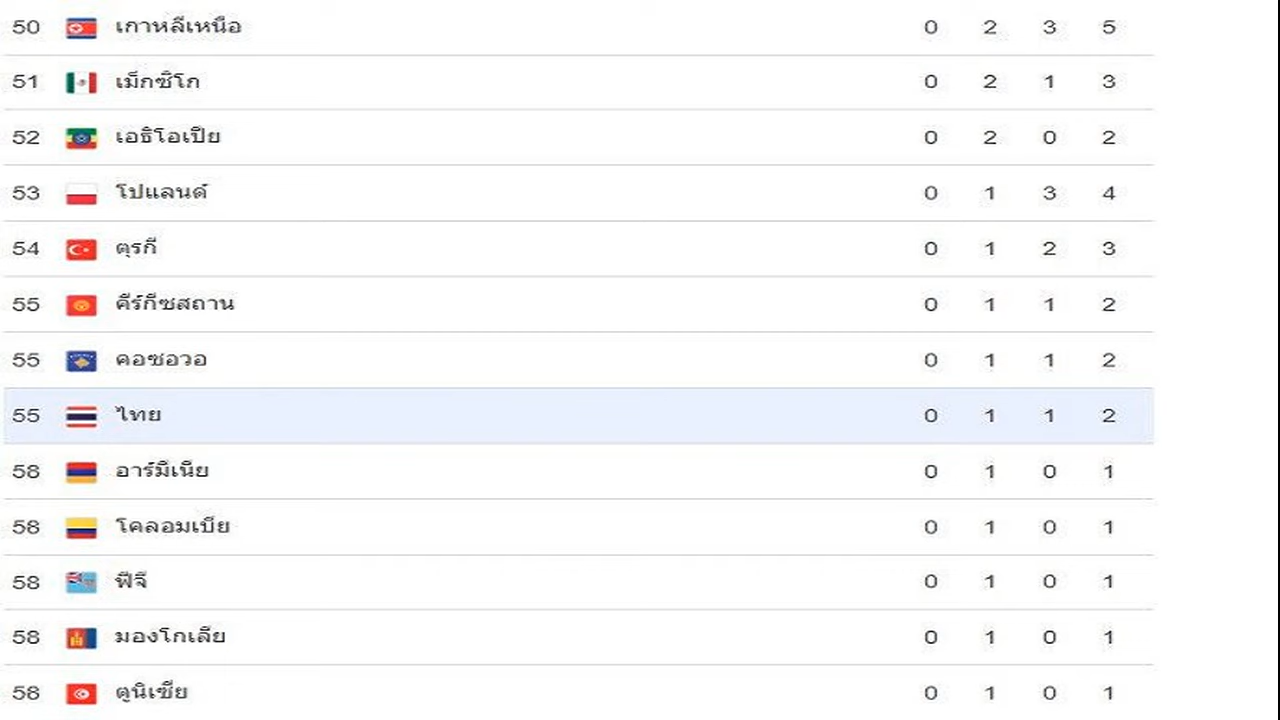 50 เกาหลีเหนือ 0 2 3 5
51 เม็กซิโก 0 2 1 3
52 เอธิโอเปีย 0 2 0 2
53 โปแลนด์ 0 1 3 4
54 ตุรกี 0 1 2 3
55 คีร์กีซสถาน 0 1 1 2
55 คอซอวอ 0 1 1 2
55 ไทย 0 1 1 2
58 อาร์มีเนีย 0 1 0 1
58 โคลอมเบีย 0 1 0 1
58 ฟีจี 0 1 0 1
58 มองโกเลีย 0 1 0 1
58 ตูนิเซีย 0 1 0 1